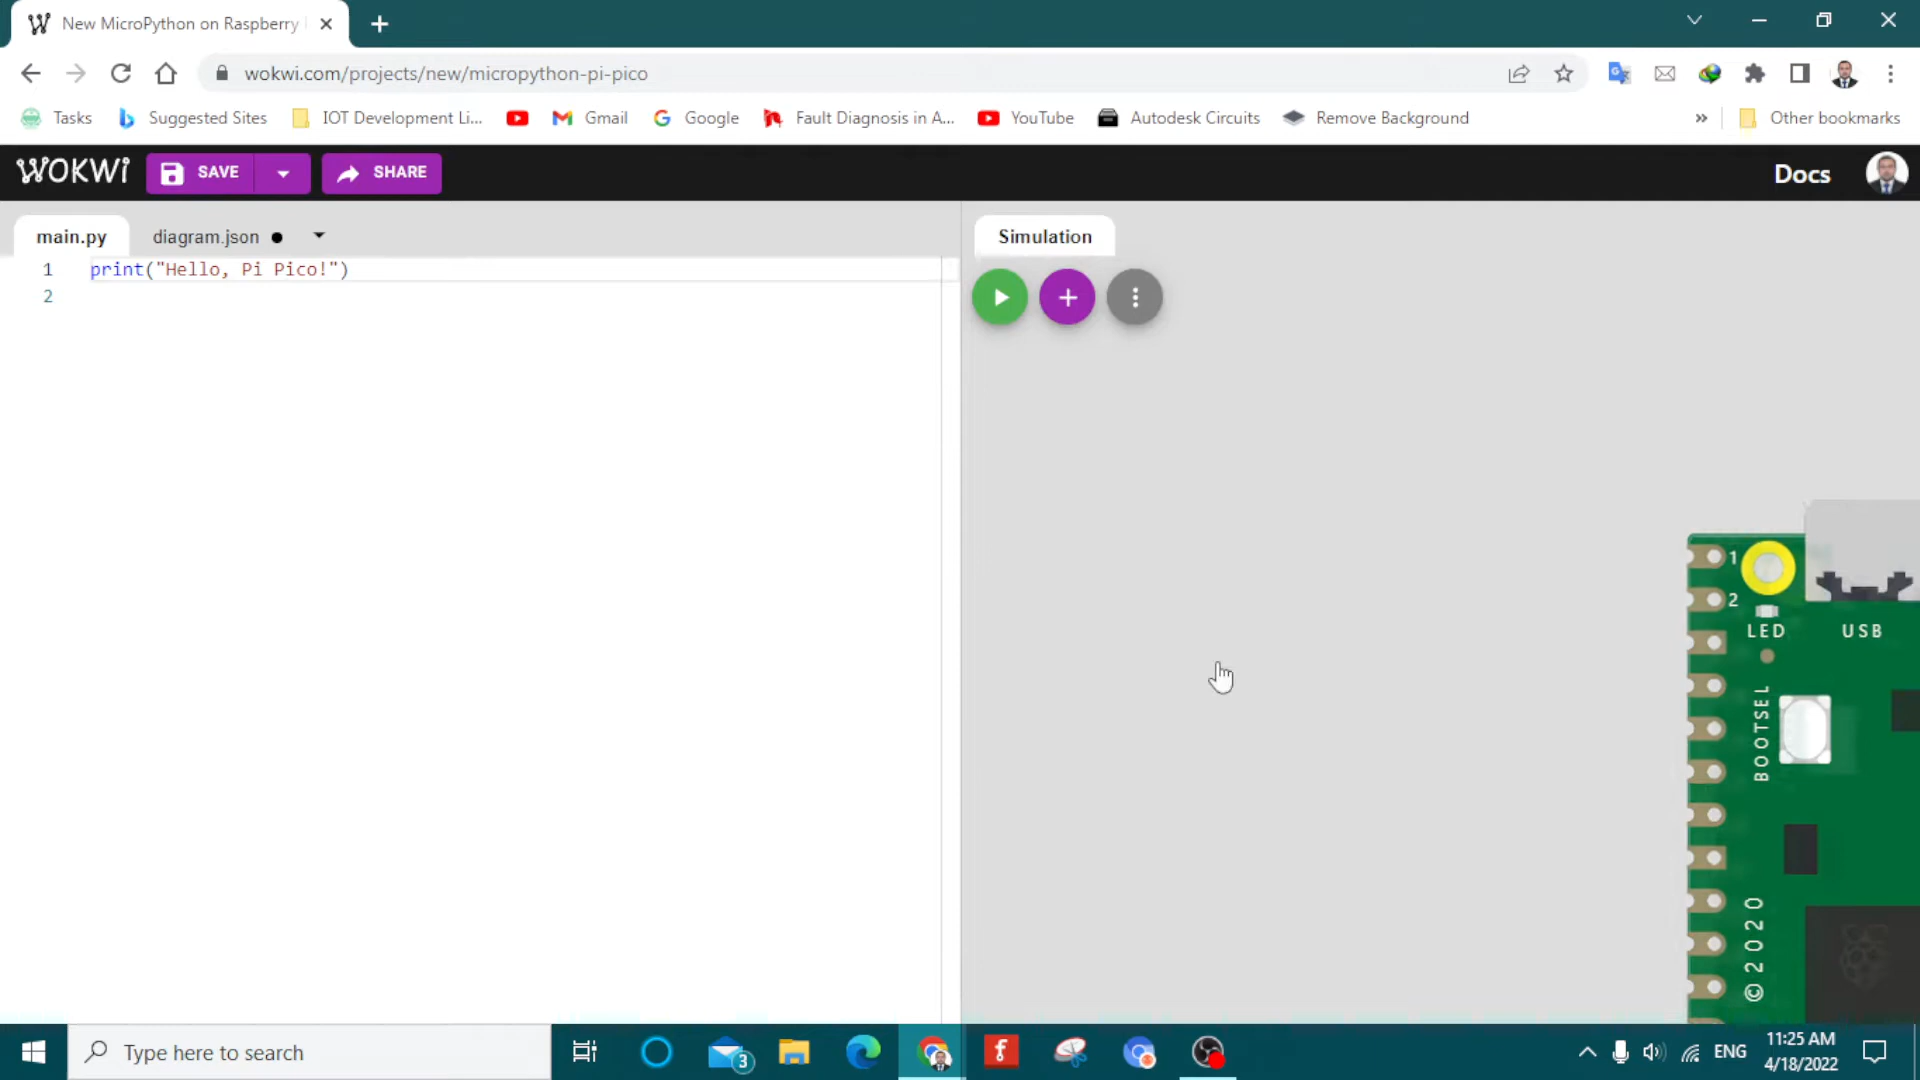 New MicroPython on Raspberry
wokwi.com/projects/new/micropython-pi-pico
Tasks Suggested Sites IOT Development Li... Gmail Google Fault Diagnosis in A... YouTube Autodesk Circuits Remove Background » Other bookmarks
WOKWi SAVE SHARE Docs
main.py diagram.json Simulation
1 print("Hello, Pi Pico!")
2
1
2
LED USB
BOOTSEL
©2020
Type here to search
3
ENG
11:25 AM
4/18/2022